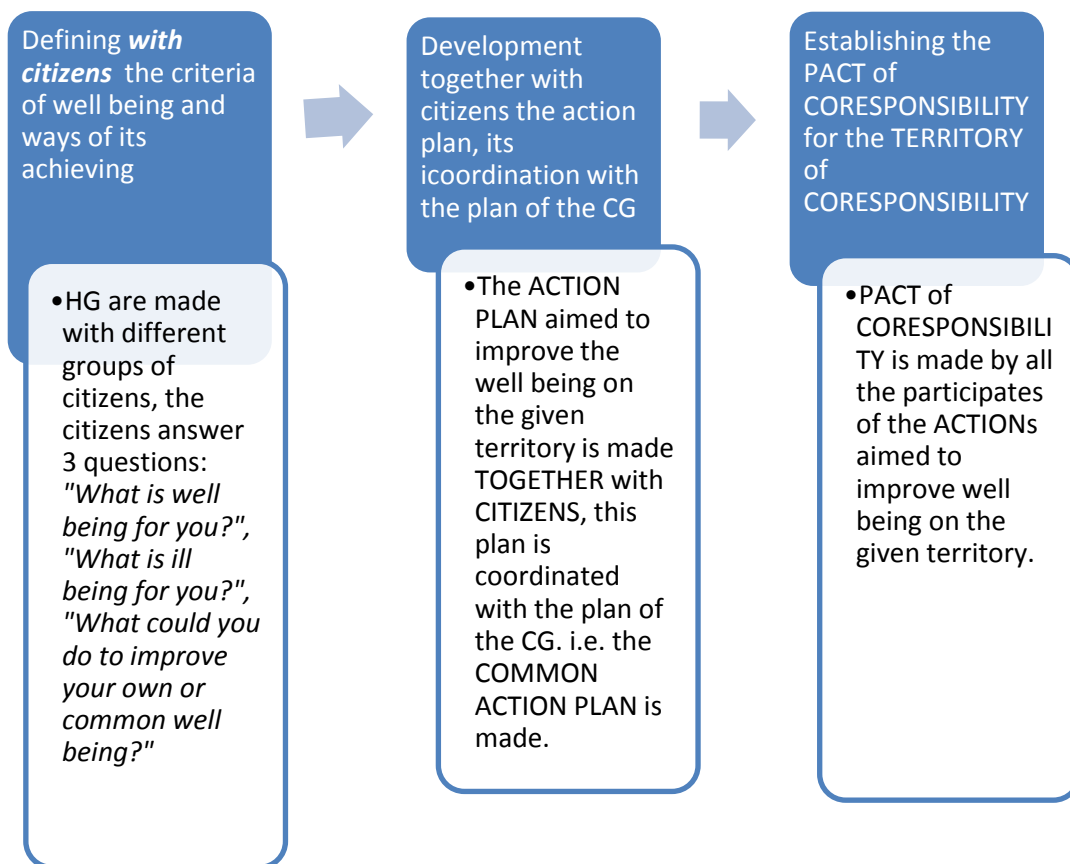 Defining with
citizens the criteria
of well being and
ways of its
achieving
•HG are made
with different
groups of
citizens, the
citizens answer
3 questions:
"What is well
being for you?",
"What is ill
being for you?",
"What could you
do to improve
your own or
common well
being?"
Development
together with
citizens the action
plan, its
icoordination with
the plan of the CG
•The ACTION
PLAN aimed to
improve the
well being on
the given
territory is made
TOGETHER with
CITIZENS, this
plan is
coordinated
with the plan of
the CG. i.e. the
COMMON
ACTION PLAN is
made.
Establishing the
PACT of
CORESPONSIBILITY
for the TERRITORY
of
CORESPONSIBILITY
•PACT of
CORESPONSIBILI
TY is made by all
the participates
of the ACTIONs
aimed to
improve well
being on the
given territory.